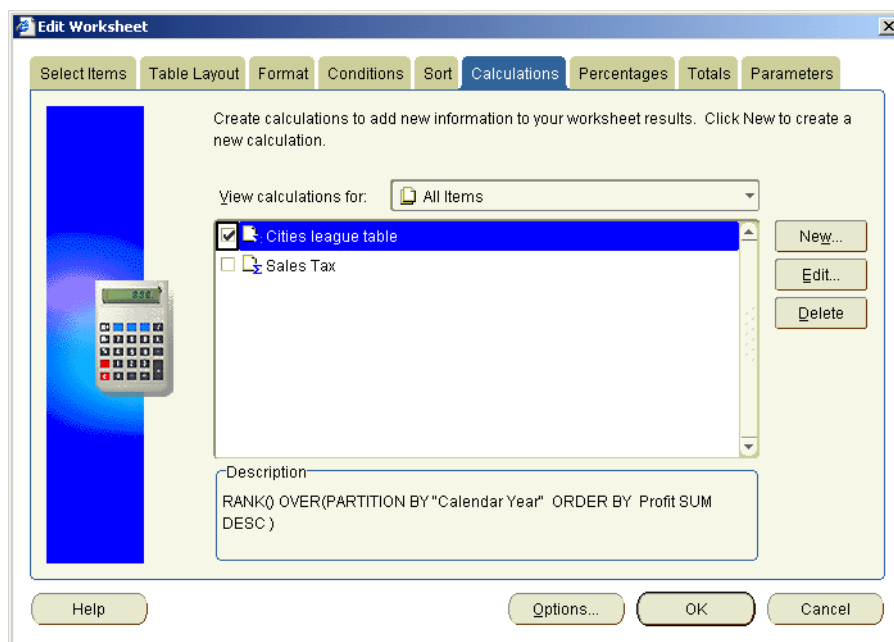 Edit Worksheet
Select Items Table Layout Format Conditions Sort Calculations Percentages Totals Parameters
Create calculations to add new information to your worksheet results. Click New to create a
new calculation.
View calculations for: All Items
Cities league table
Sales Tax
New...
Edit...
Delete
Description
RANK() OVER(PARTITION BY "Calendar Year" ORDER BY Profit SUM
DESC )
Help Options... OK Cancel